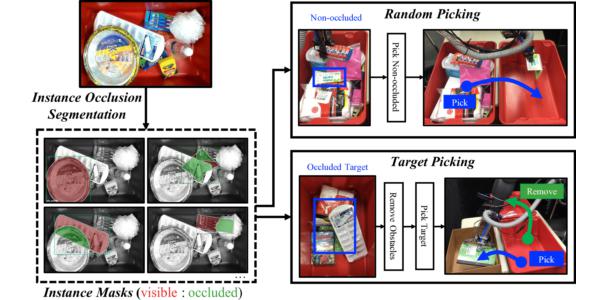 Random Picking
Non-occluded
Pick Non-occluded
Pick
Instance Occlusion
Segmentation
Target Picking
Occluded Target
Remove Obstacles
Pick Target
Remove
Pick
...
Instance Masks (visible : occluded)